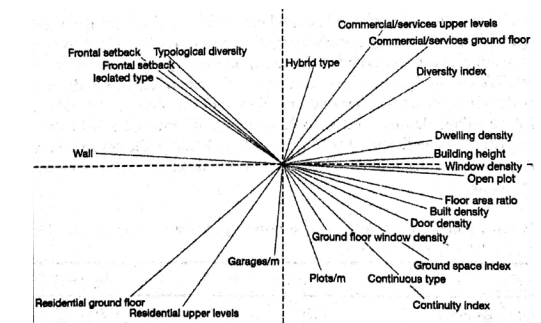 Commercial/services upper levels
Commercial/services ground floor
Frontal setback
Typological diversity
Frontal setback
Hybrid type
Isolated type
Diversity index
Dwelling density
Wall
Building height
Window density
Open plot
Floor area ratio
Built density
Door density
Ground floor window density
Garages/m
Ground space index
Plots/m
Continuous type
Residential ground floor
Residential upper levels
Continuity index